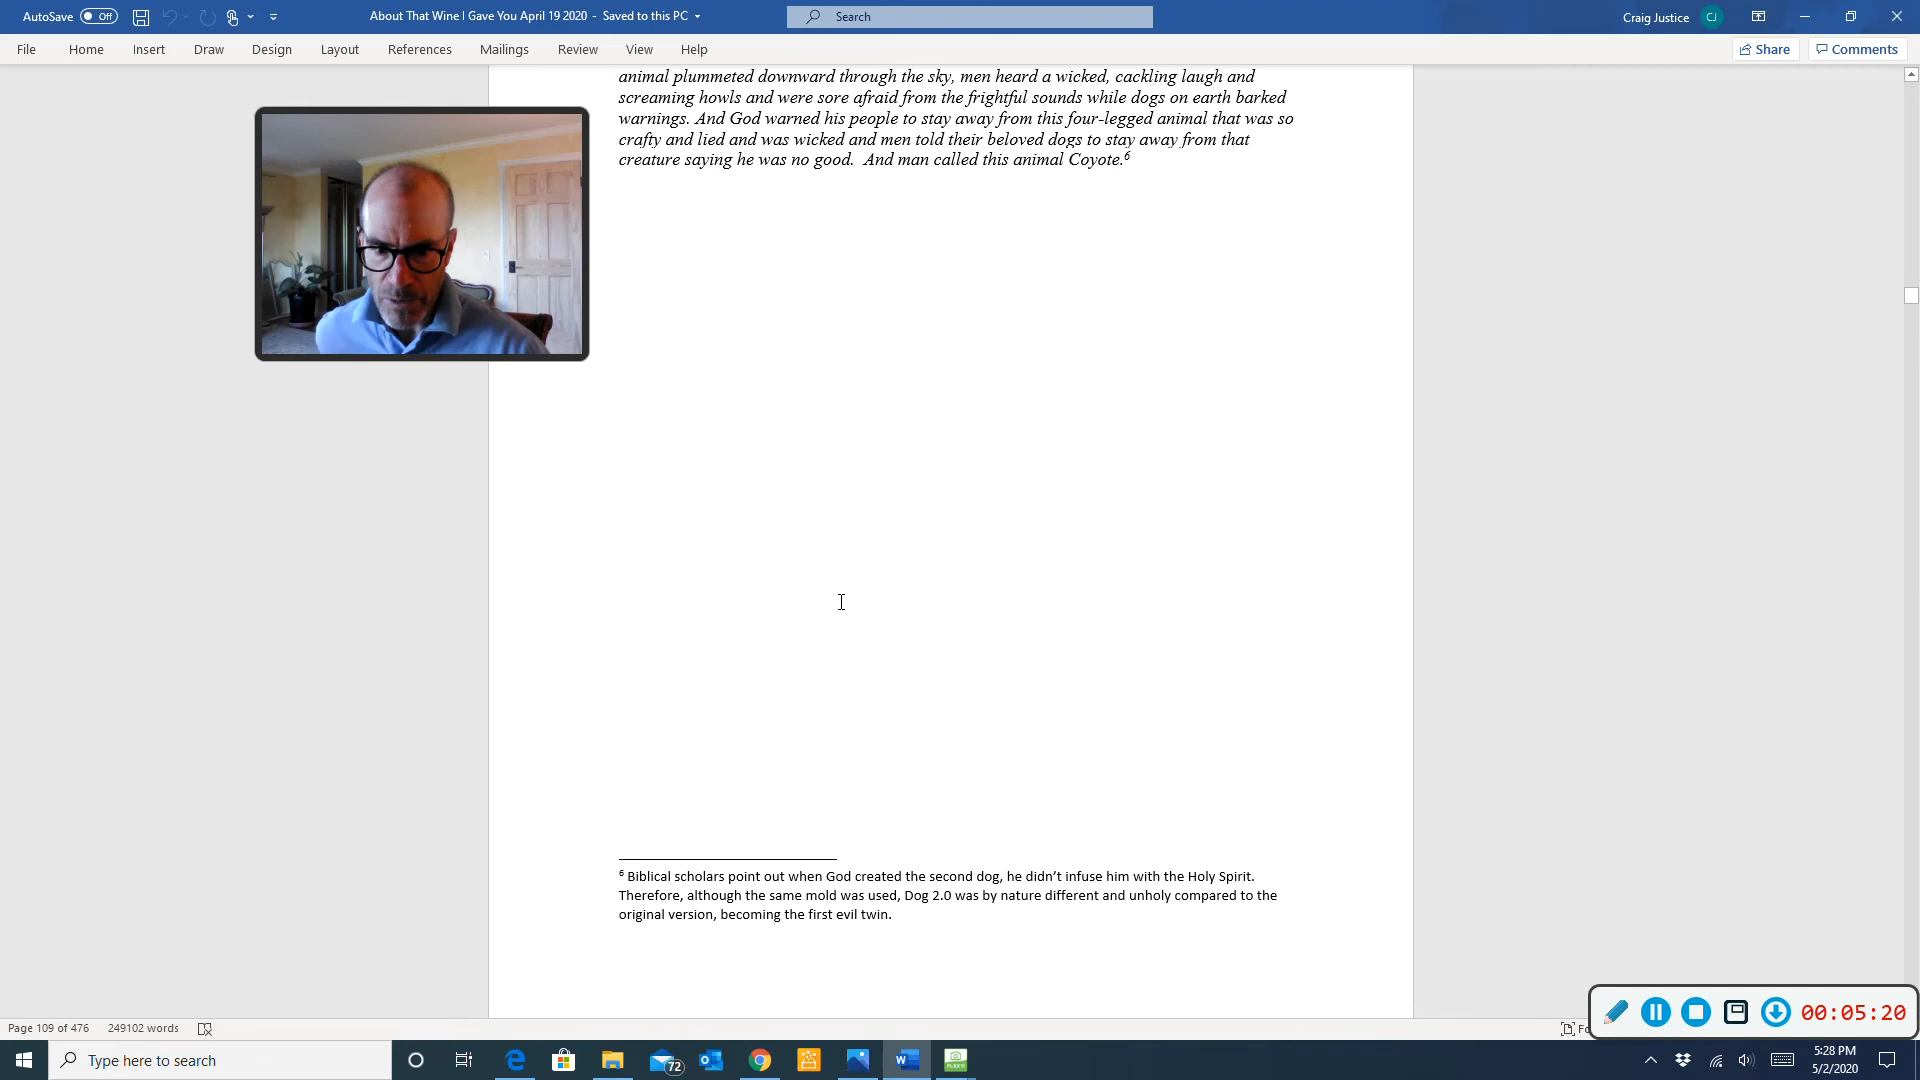 AutoSave Off About That Wine I Gave You April 19 2020 - Saved to this PC Search Craig Justice CJ
File Home Insert Draw Design Layout References Mailings Review View Help Share Comments
animal plummeted downward through the sky, men heard a wicked, cackling laugh and
screaming howls and were sore afraid from the frightful sounds while dogs on earth barked
warnings. And God warned his people to stay away from this four-legged animal that was so
crafty and lied and was wicked and men told their beloved dogs to stay away from that
creature saying he was no good. And man called this animal Coyote.6
6 Biblical scholars point out when God created the second dog, he didn't infuse him with the Holy Spirit.
Therefore, although the same mold was used, Dog 2.0 was by nature different and unholy compared to the
original version, becoming the first evil twin.
00:05:20
Page 109 of 476 249102 words
Type here to search 72 5:28 PM
5/2/2020